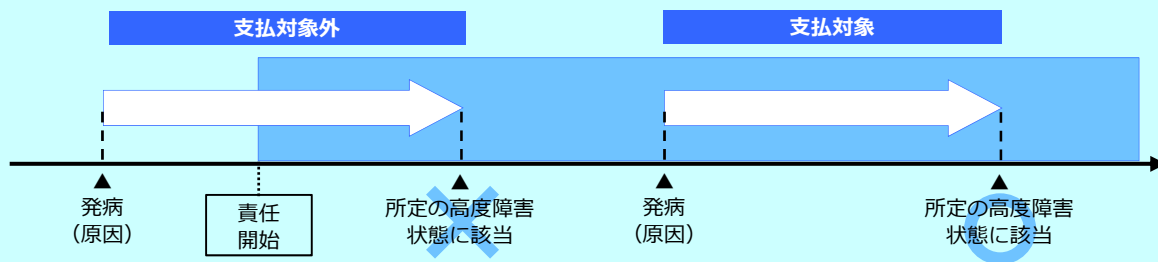 支払対象外
支払対象
発病
（原因）
責任
開始
所定の高度障害
状態に該当
発病
（原因）
所定の高度障害
状態に該当